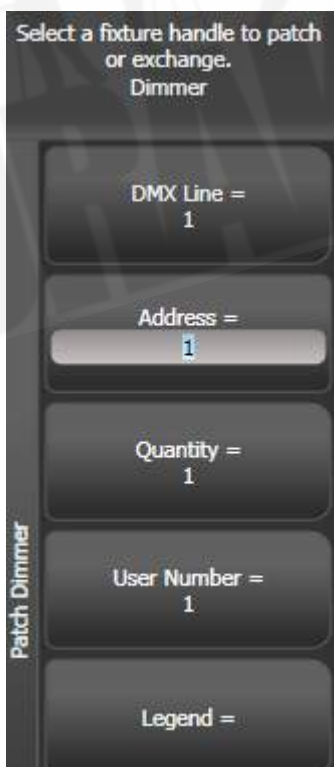 Select a fixture handle to patch
or exchange.
Dimmer
DMX Line =
1
Address =
1
Quantity =
1
User Number =
1
Patch Dimmer
Legend =